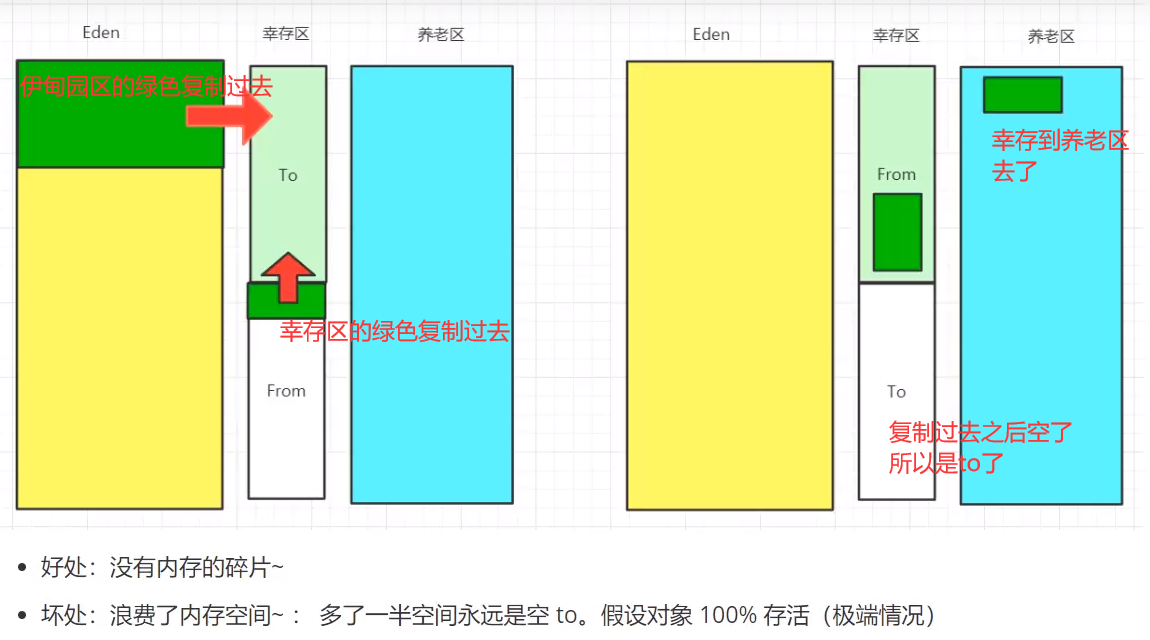 Eden 幸存区 养老区 Eden 幸存区 养老区
伊甸园区的绿色复制过去
To
幸存区的绿色复制过去
From
幸存到养老区
去了
From
To
复制过去之后空了
所以是to了
• 好处：没有内存的碎片~
• 坏处：浪费了内存空间~ ： 多了一半空间永远是空 to。假设对象 100% 存活（极端情况）